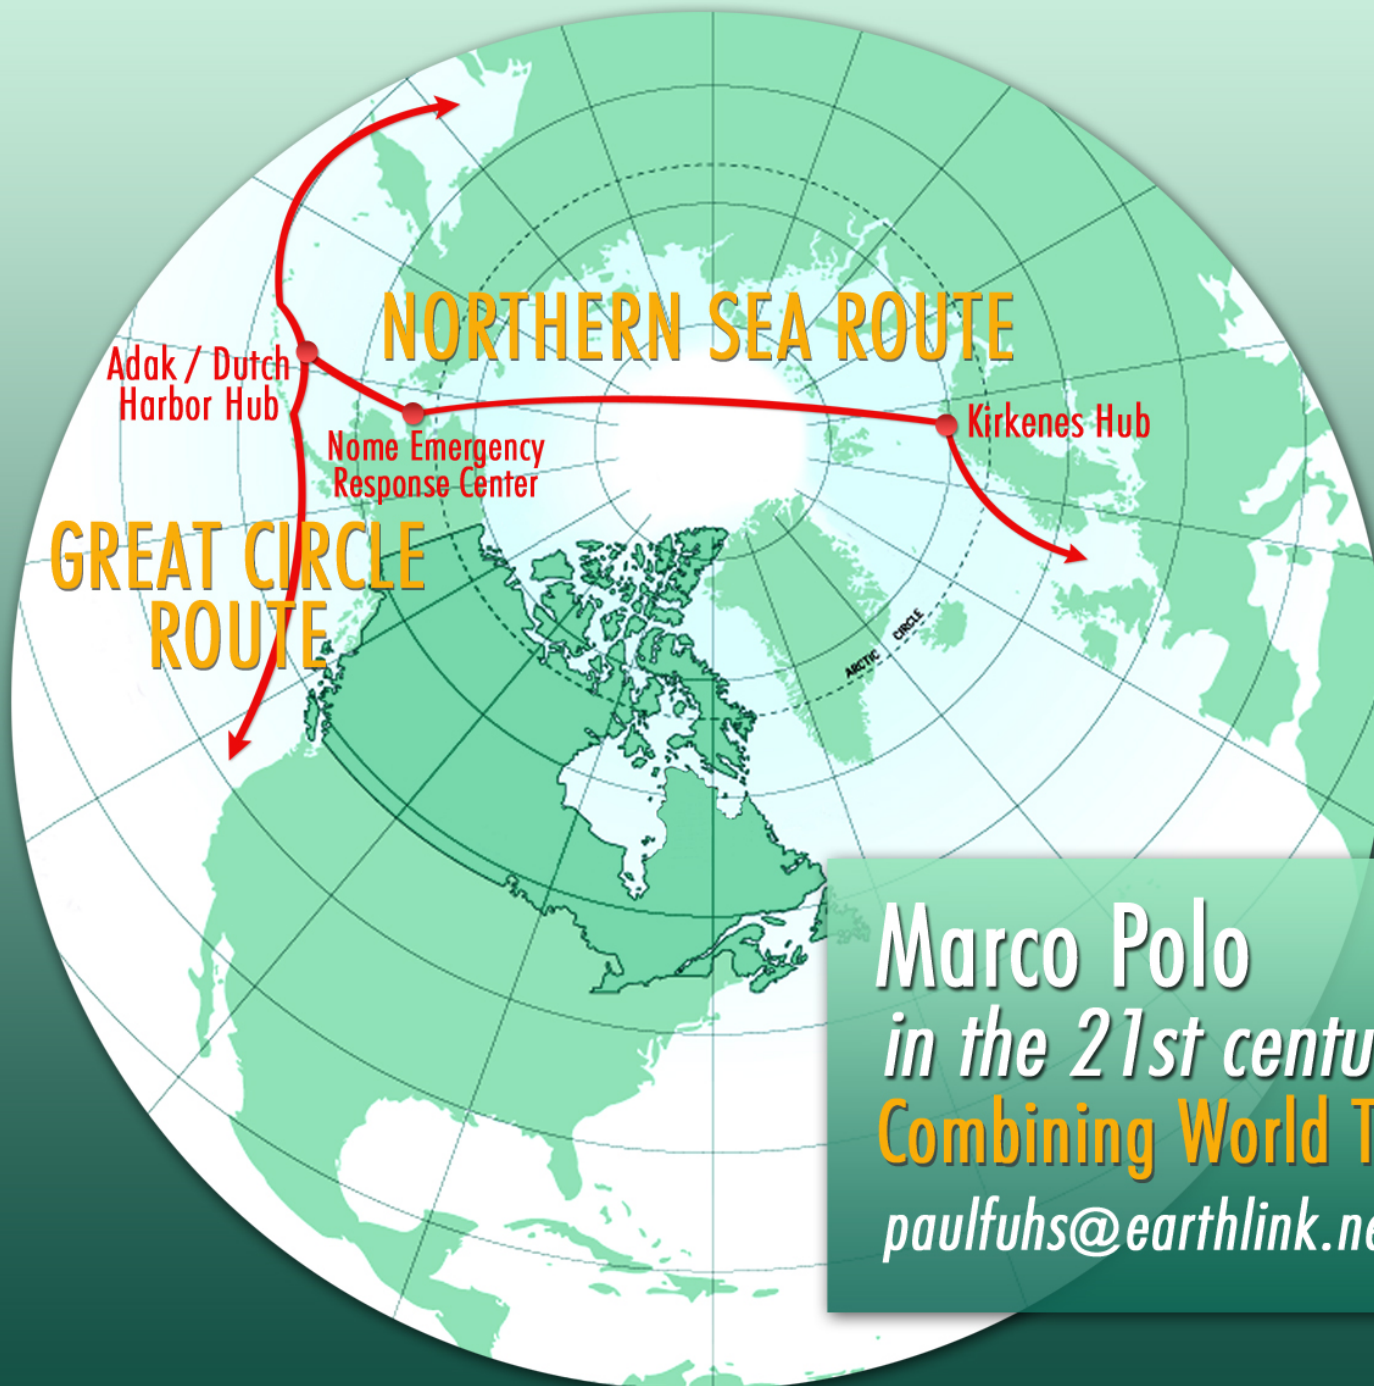 NORTHERN SEA ROUTE
Adak / Dutch
Harbor Hub
Nome Emergency
Response Center
Kirkenes Hub
GREAT CIRCLE
ROUTE
ARCTIC CIRCLE
Marco Polo
in the 21st centu
Combining World T
paulfuhs@earthlink.ne